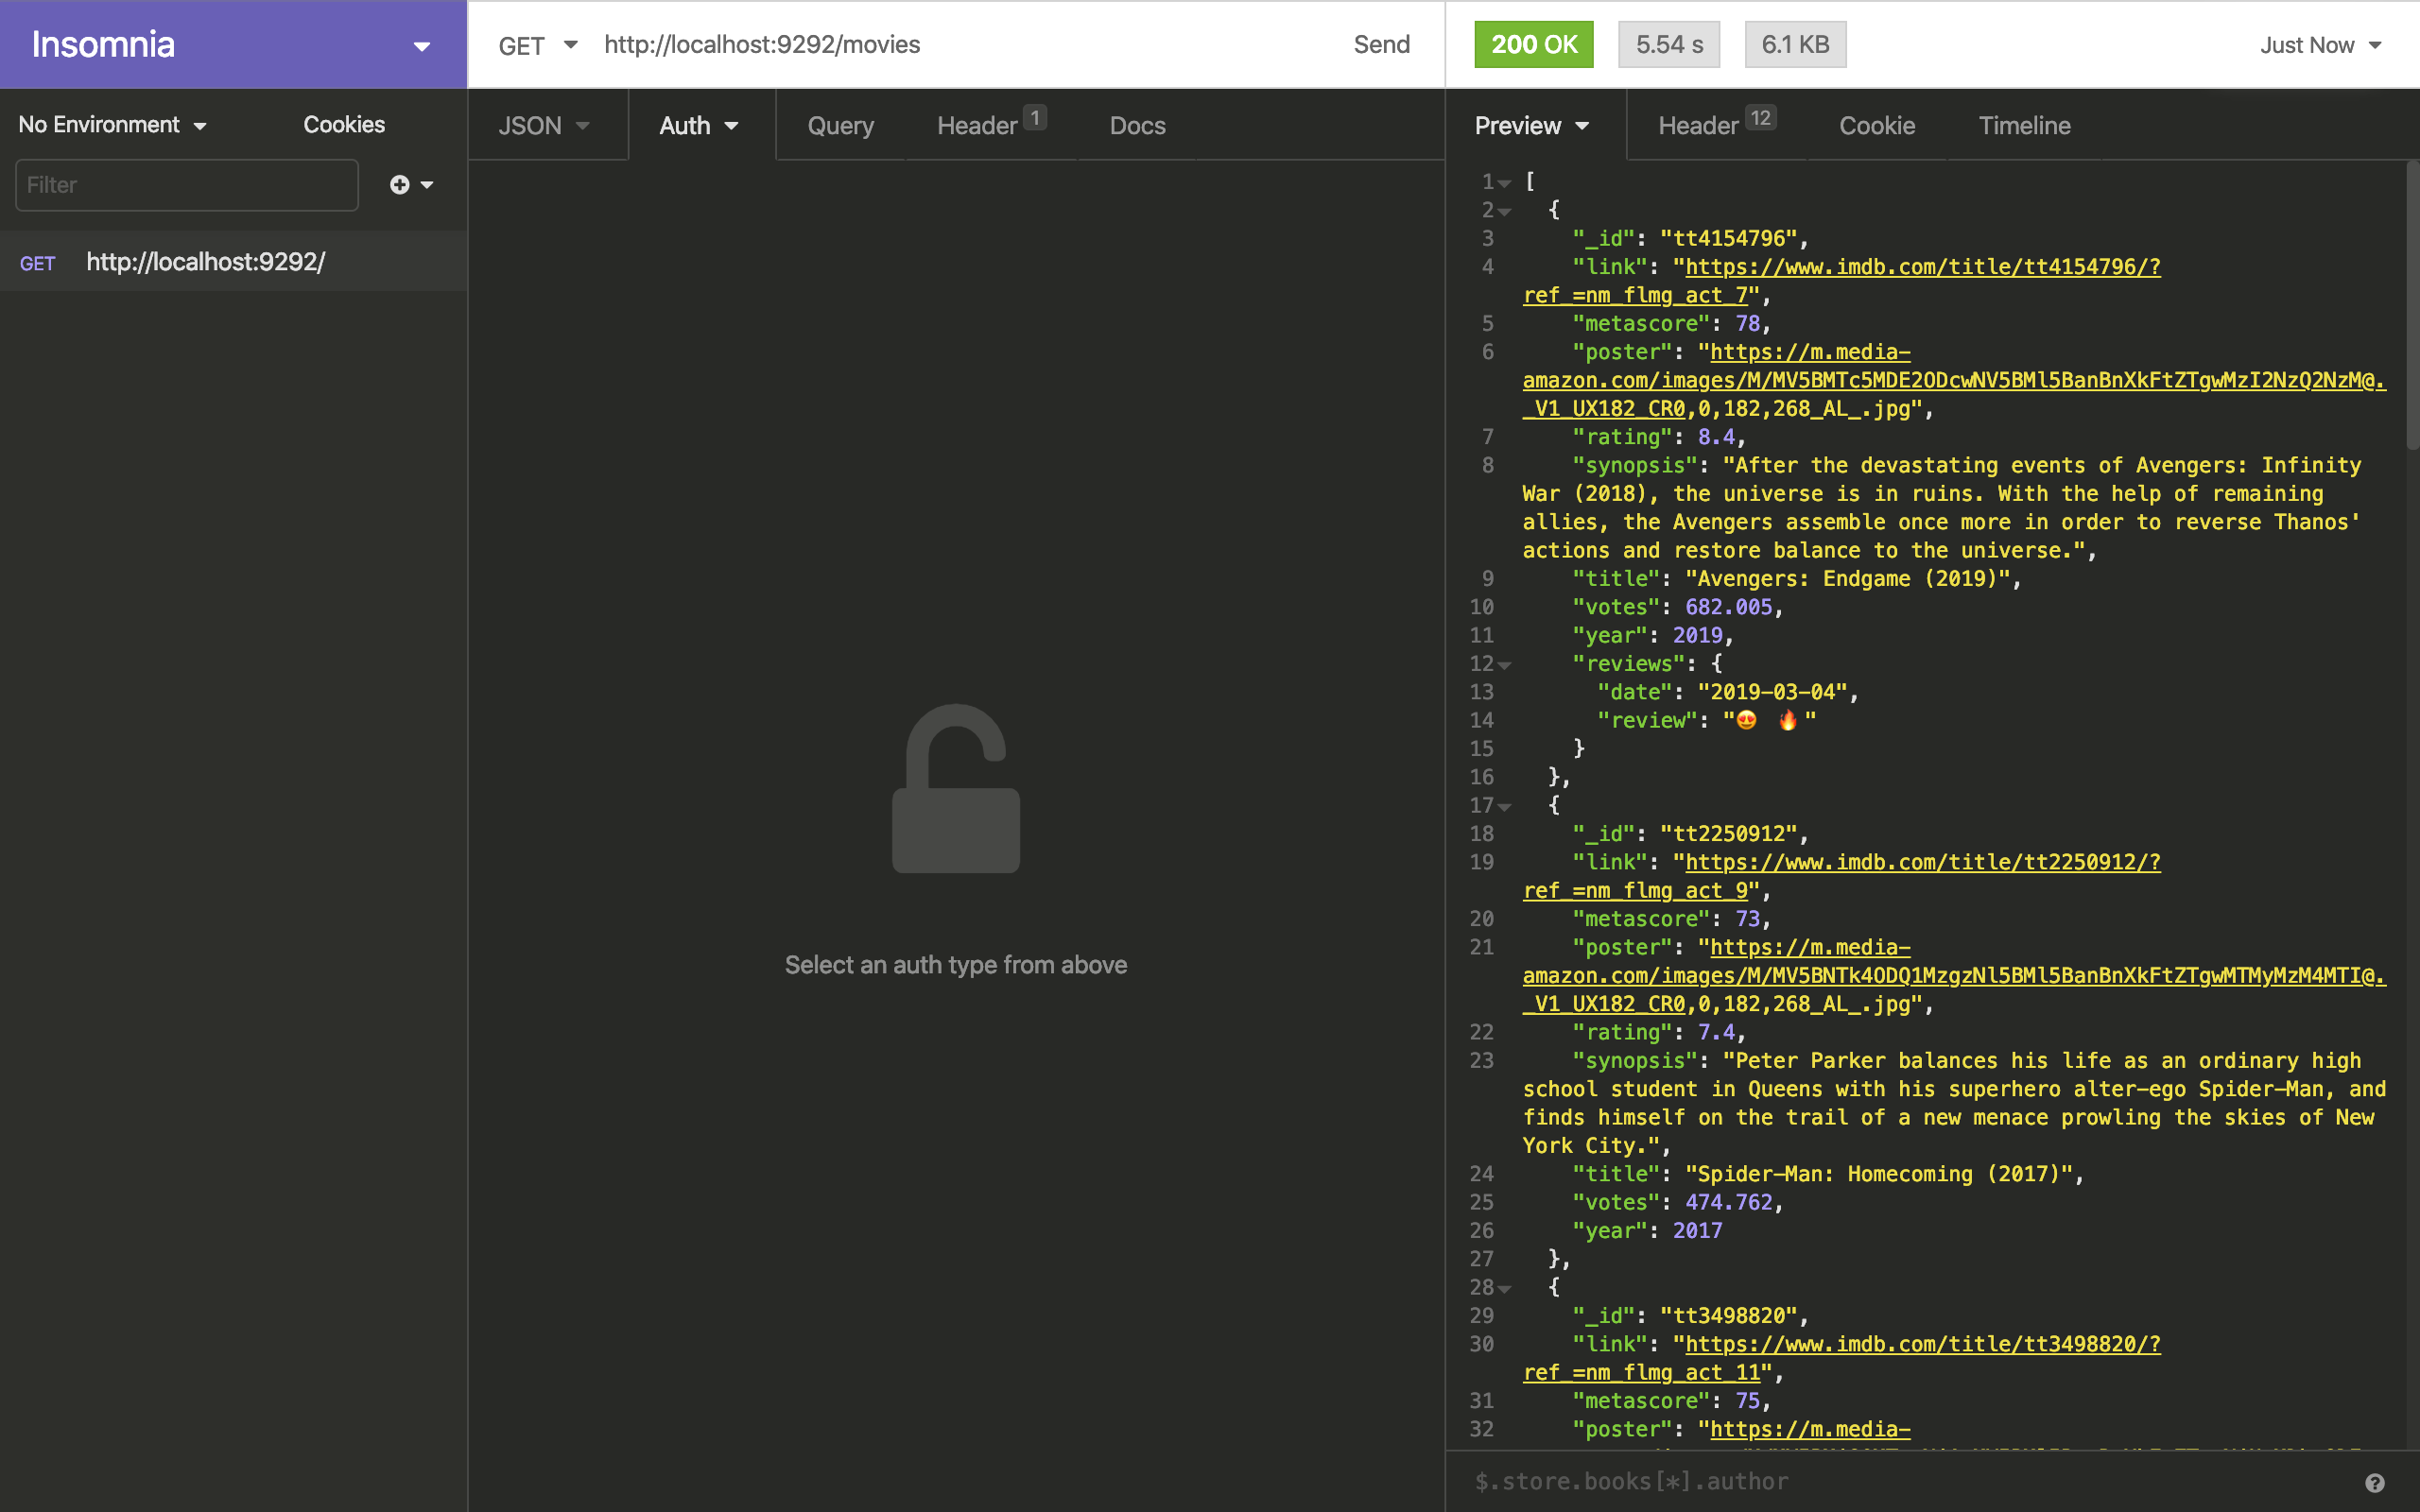 Insomnia
GET http://localhost:9292/movies Send
200 OK 5.54 s 6.1 KB Just Now
No Environment Cookies
Filter
GET http://localhost:9292/
JSON Auth Query Header 1 Docs
Select an auth type from above
Preview Header 12 Cookie Timeline
1 [
2 {
3 "_id": "tt4154796",
4 "link": "https://www.imdb.com/title/tt4154796/?
ref_=nm_flmg_act_7",
5 "metascore": 78,
6 "poster": "https://m.media-
amazon.com/images/M/MV5BMTc5MDE2ODcwNV5BMl5BanBnXkFtZTgwMzI2NzQ2NzM@.
_V1_UX182_CR0,0,182,268_AL_.jpg",
7 "rating": 8.4,
8 "synopsis": "After the devastating events of Avengers: Infinity
War (2018), the universe is in ruins. With the help of remaining
allies, the Avengers assemble once more in order to reverse Thanos'
actions and restore balance to the universe.",
9 "title": "Avengers: Endgame (2019)",
10 "votes": 682.005,
11 "year": 2019,
12 "reviews": {
13 "date": "2019-03-04",
14 "review": "😍 🔥"
15 }
16 },
17 {
18 "_id": "tt2250912",
19 "link": "https://www.imdb.com/title/tt2250912/?
ref_=nm_flmg_act_9",
20 "metascore": 73,
21 "poster": "https://m.media-
amazon.com/images/M/MV5BNTk4ODQ1MzgzNl5BMl5BanBnXkFtZTgwMTMyMzM4MTI@.
_V1_UX182_CR0,0,182,268_AL_.jpg",
22 "rating": 7.4,
23 "synopsis": "Peter Parker balances his life as an ordinary high
school student in Queens with his superhero alter-ego Spider-Man, and
finds himself on the trail of a new menace prowling the skies of New
York City.",
24 "title": "Spider-Man: Homecoming (2017)",
25 "votes": 474.762,
26 "year": 2017
27 },
28 {
29 "_id": "tt3498820",
30 "link": "https://www.imdb.com/title/tt3498820/?
ref_=nm_flmg_act_11",
31 "metascore": 75,
32 "poster": "https://m.media-
$.store.books[*].author